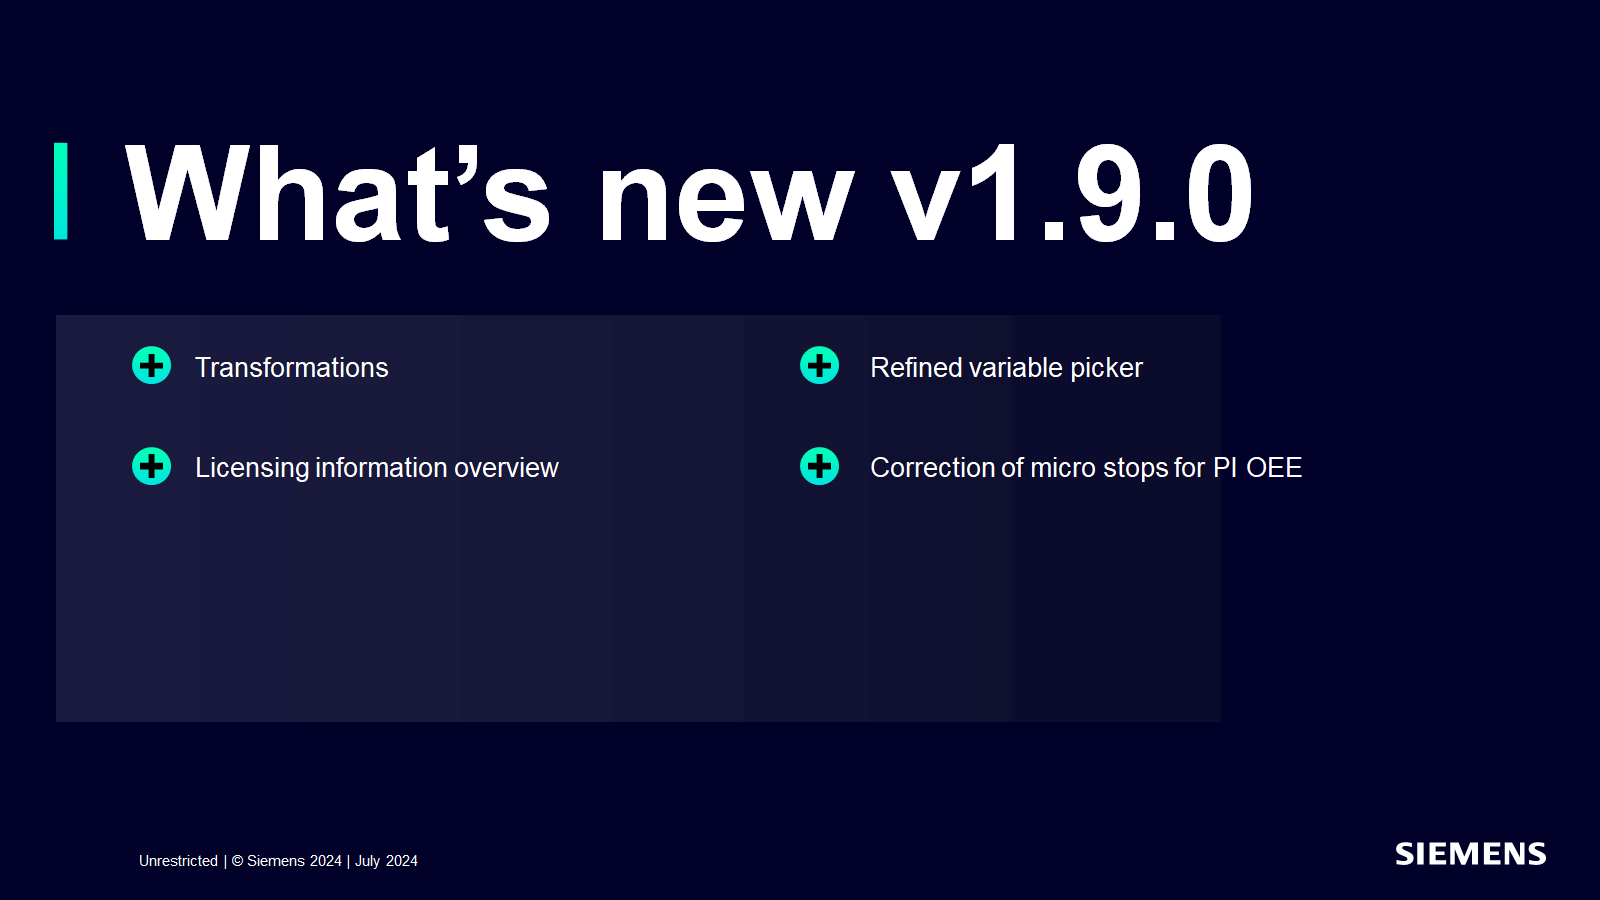 What’s new v1.9.0
Transformations
Refined variable picker
Licensing information overview
Correction of micro stops for PI OEE
Unrestricted | © Siemens 2024 | July 2024
SIEMENS